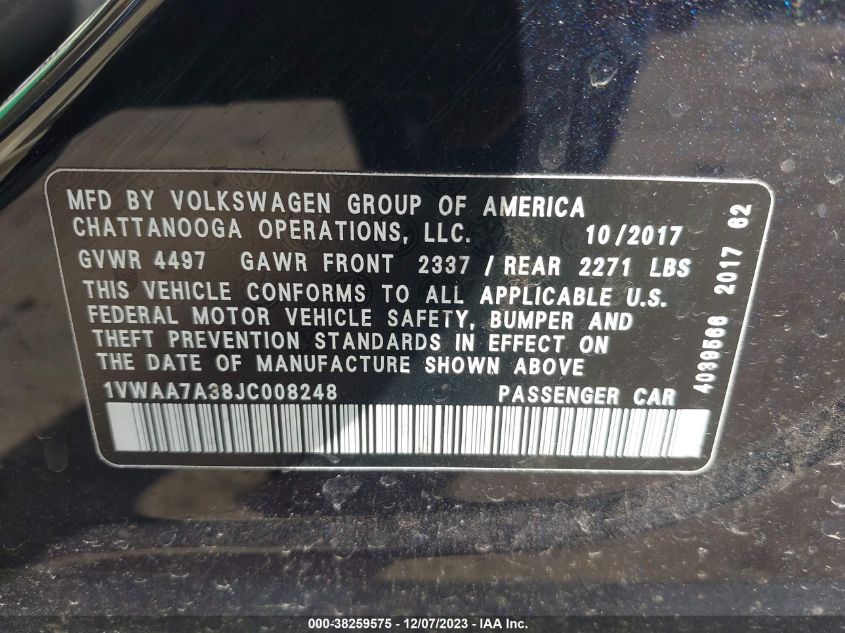 MFD BY VOLKSWAGEN GROUP OF AMERICA
CHATTANOOGA OPERATIONS, LLC. 10/2017
GVWR 4497 GAWR FRONT 2337 / REAR 2271 LBS
THIS VEHICLE CONFORMS TO ALL APPLICABLE U.S.
FEDERAL MOTOR VEHICLE SAFETY, BUMPER AND
THEFT PREVENTION STANDARDS IN EFFECT ON
THE DATE OF MANUFACTURE SHOWN ABOVE
1VWAA7A38JC008248 PASSENGER CAR
4039586 2017 62
000-38259575 - 12/07/2023 - IAA Inc.